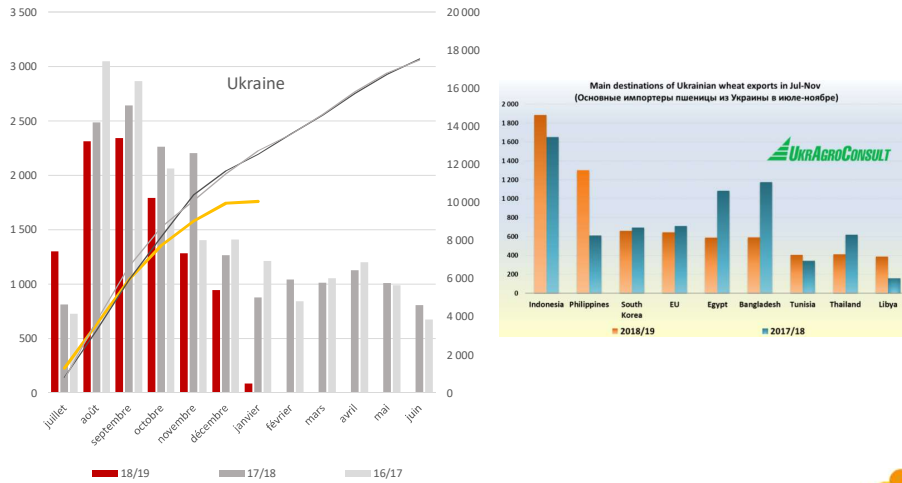 3 500
3 000
2 500
2 000
1 500
1 000
500
0
20 000
18 000
16 000
14 000
12 000
10 000
8 000
6 000
4 000
2 000
0
Ukraine
juillet
août
septembre
octobre
novembre
décembre
janvier
février
mars
avril
mai
juin
18/19
17/18
16/17
Main destinations of Ukrainian wheat exports in Jul-Nov
(Основные импортеры пшеницы из Украины в июле-ноябре)
2 000
1 800
1 600
1 400
1 200
1 000
800
600
400
200
0
UKRAGROCONSULT
Indonesia Philippines South Korea EU Egypt Bangladesh Tunisia Thailand Libya
2018/19
2017/18